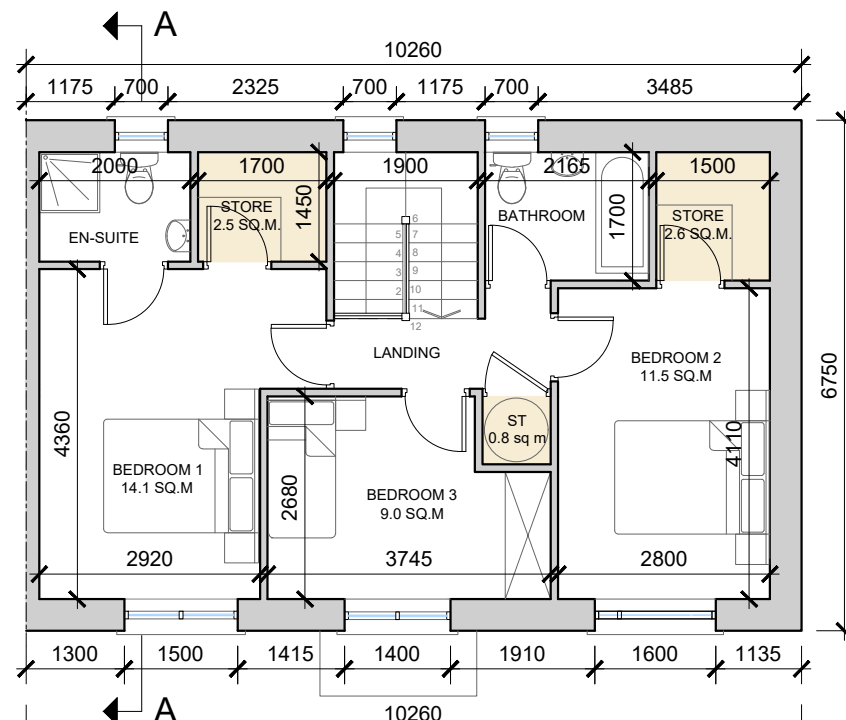 A
10260
1175
700
2325
700
1175
700
3485
2000
1700
1900
2165
1500
1450
1700
STORE
2.5 SQ.M.
BATHROOM
STORE
2.6 SQ.M.
EN-SUITE
6
5
7
4
8
3
9
2
10
11
12
LANDING
BEDROOM 2
11.5 SQ.M
6750
4360
4110
ST
0.8 sq m
BEDROOM 1
14.1 SQ.M
2680
BEDROOM 3
9.0 SQ.M
2920
3745
2800
1300
1500
1415
1400
1910
1600
1135
A
10260